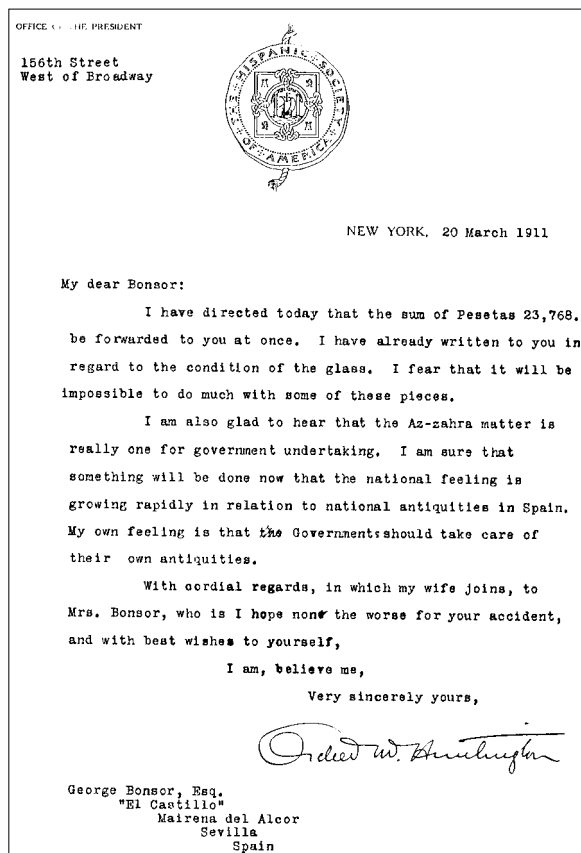 OFFICE THE PRESIDENT
156th Street
West of Broadway
THE HISPANIC SOCIETY OF AMERICA
NEW YORK, 20 March 1911
My dear Bonsor:
I have directed today that the sum of Pesetas 23,768.
be forwarded to you at once. I have already written to you in
regard to the condition of the glass. I fear that it will be
impossible to do much with some of these pieces.
I am also glad to hear that the Az-zahra matter is
really one for government undertaking. I am sure that
something will be done now that the national feeling is
growing rapidly in relation to national antiquities in Spain.
My own feeling is that the Governments should take care of
their own antiquities.
With cordial regards, in which my wife joins, to
Mrs. Bonsor, who is I hope none the worse for your accident,
and with best wishes to yourself,
I am, believe me,
Very sincerely yours,
Archer M. Huntington
George Bonsor, Esq.
"El Castillo"
Mairena del Alcor
Sevilla
Spain